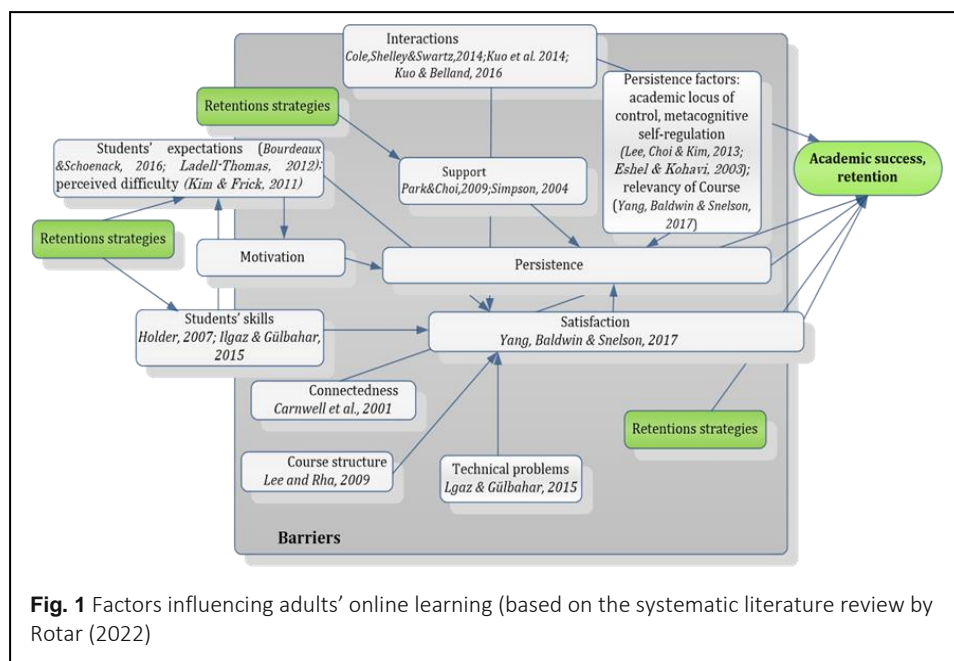 Interactions
Cole,Shelley&Swartz,2014;Kuo et al. 2014;
Kuo & Belland, 2016
Persistence factors:
academic locus of
control, metacognitive
self-regulation
(Lee, Choi & Kim, 2013;
Eshel & Kohavi, 2003);
relevancy of Course
(Yang, Baldwin & Snelson,
2017)
Retentions strategies
Students' expectations (Bourdeaux
&Schoenack, 2016; Ladell-Thomas, 2012);
perceived difficulty (Kim & Frick, 2011)
Support
Park&Choi,2009;Simpson, 2004
Academic success,
retention
Retentions strategies
Motivation
Persistence
Students' skills
Holder, 2007; Ilgaz & Gülbahar,
2015
Satisfaction
Yang, Baldwin & Snelson, 2017
Connectedness
Carnwell et al., 2001
Retentions strategies
Course structure
Lee and Rha, 2009
Technical problems
Lgaz & Gülbahar, 2015
Barriers
Fig. 1 Factors influencing adults' online learning (based on the systematic literature review by
Rotar (2022)